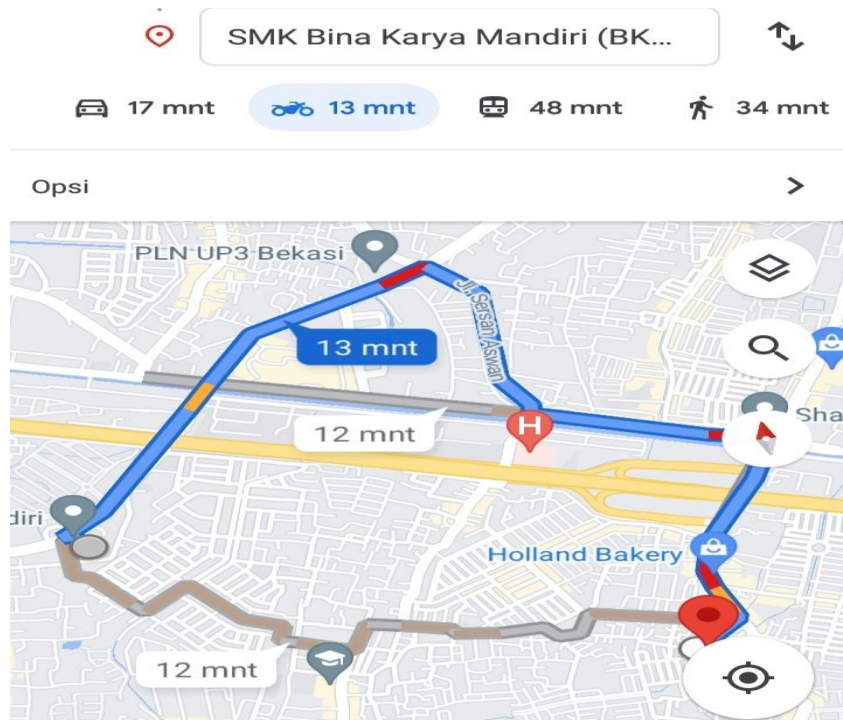 SMK Bina Karya Mandiri (BK...
17 mnt
13 mnt
48 mnt
34 mnt
Opsi
PLN UP3 Bekasi
Jl. Sersan Aswan
13 mnt
12 mnt
H
Sha
diri
Holland Bakery
12 mnt